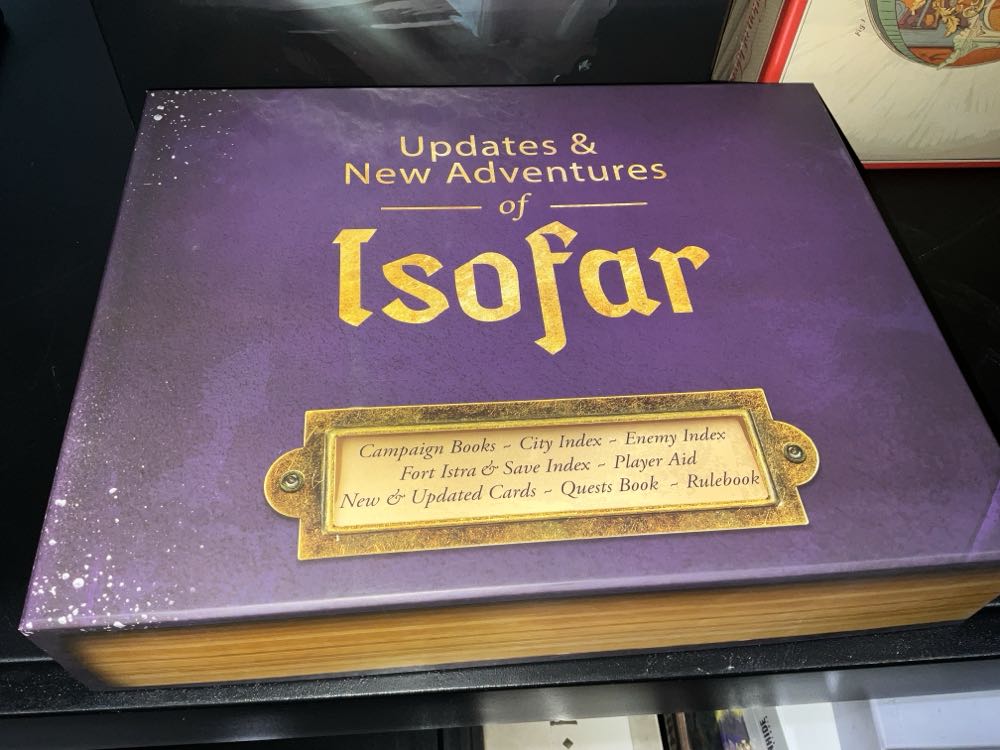 Updates &
New Adventures
of
Isofar
Campaign Books ~ City Index ~ Enemy Index
Fort Istra & Save Index ~ Player Aid
New & Updated Cards ~ Quests Book ~ Rulebook